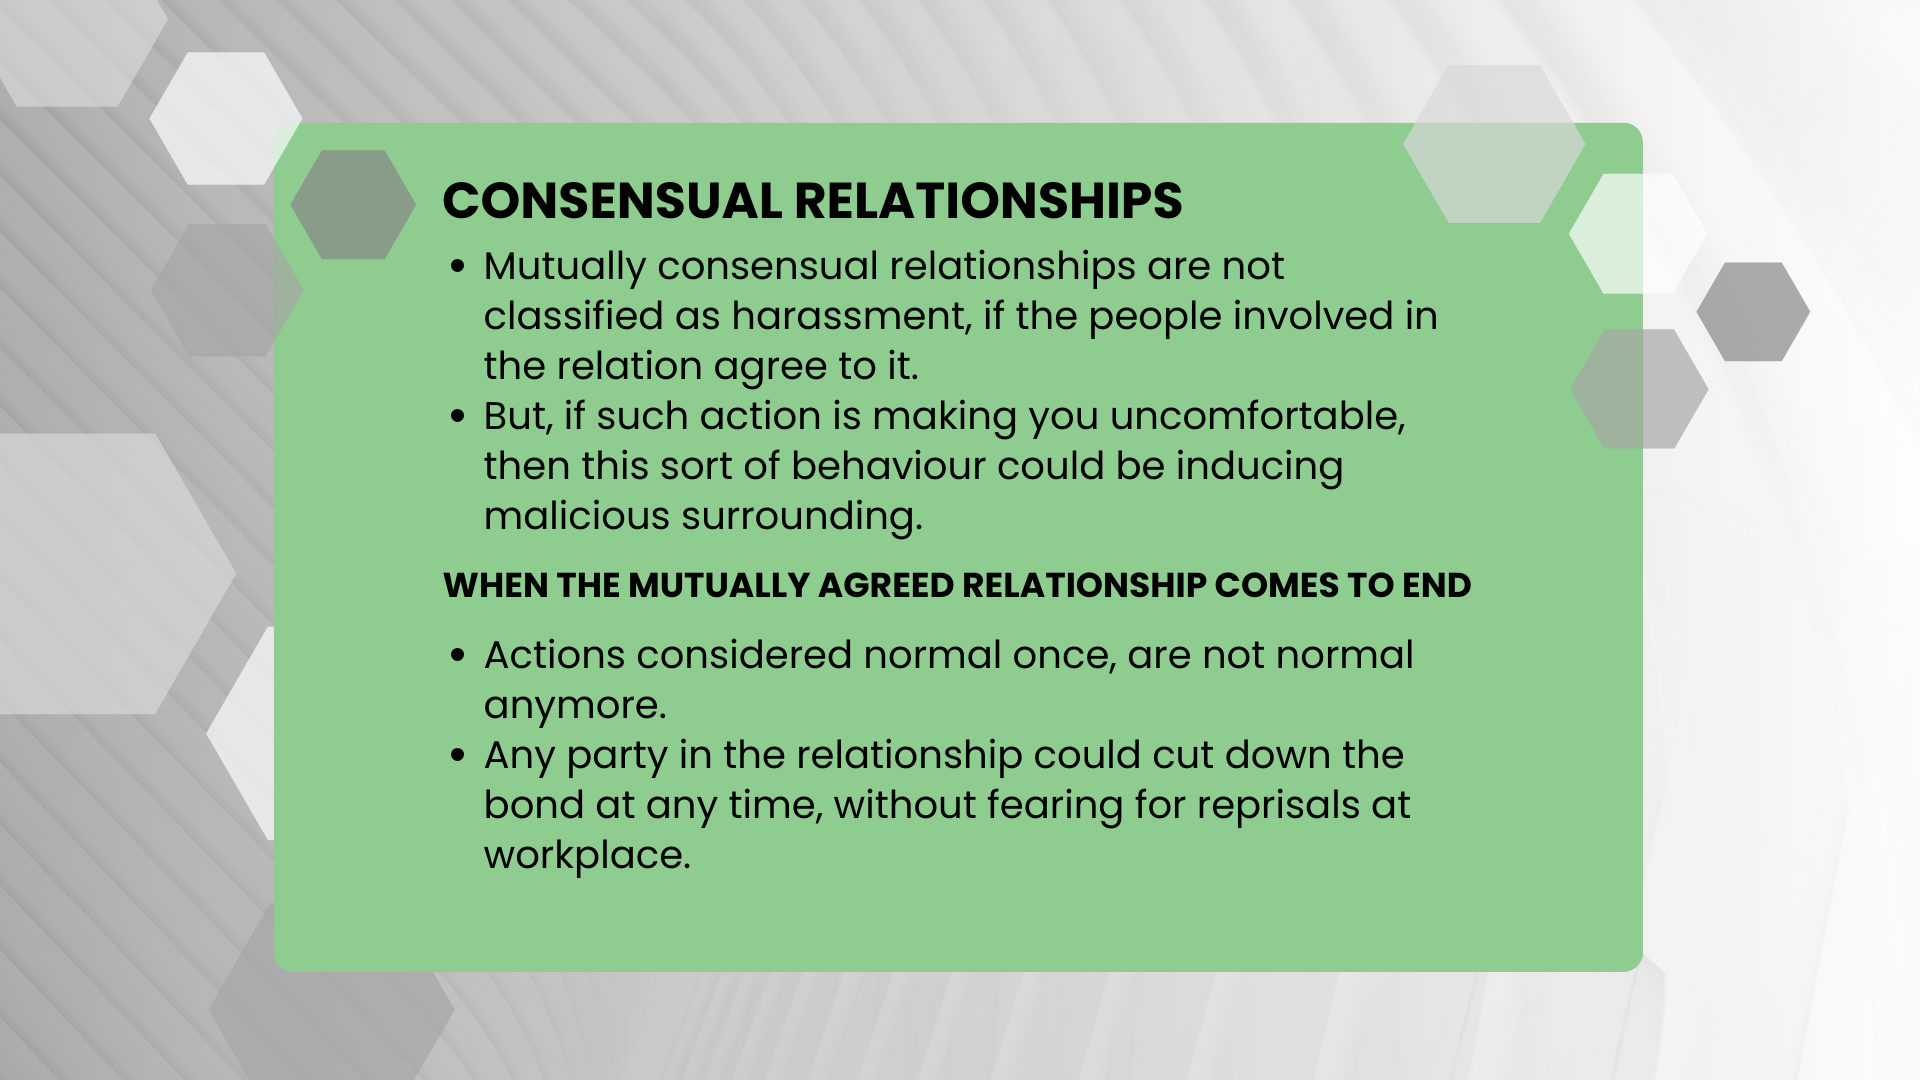 CONSENSUAL RELATIONSHIPS
• Mutually consensual relationships are not
classified as harassment, if the people involved in
the relation agree to it.
• But, if such action is making you uncomfortable,
then this sort of behaviour could be inducing
malicious surrounding.
WHEN THE MUTUALLY AGREED RELATIONSHIP COMES TO END
• Actions considered normal once, are not normal
anymore.
• Any party in the relationship could cut down the
bond at any time, without fearing for reprisals at
workplace.